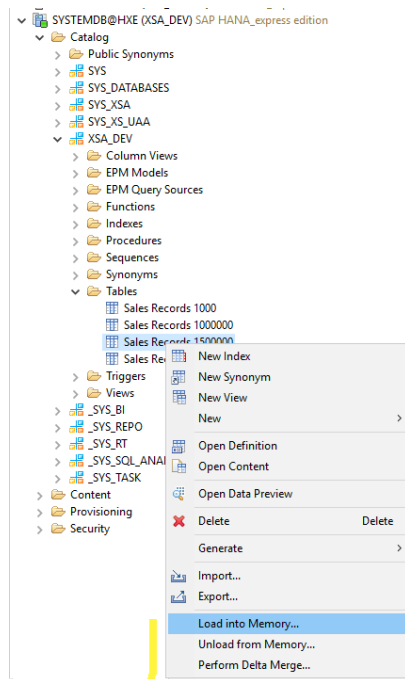 SYSTEMDB@HXE (XSA_DEV) SAP HANA_express edition
Catalog
Public Synonyms
SYS
SYS_DATABASES
SYS_XSA
SYS_XS_UAA
XSA_DEV
Column Views
EPM Models
EPM Query Sources
Functions
Indexes
Procedures
Sequences
Synonyms
Tables
Sales Records 1000
Sales Records 1000000
Sales Records 1500000
Sales Rec
Triggers
Views
_SYS_BI
_SYS_REPO
_SYS_RT
_SYS_SQL_ANAL
_SYS_TASK
Content
Provisioning
Security
New Index
New Synonym
New View
New
Open Definition
Open Content
Open Data Preview
Delete Delete
Generate
Import...
Export...
Load into Memory...
Unload from Memory...
Perform Delta Merge...